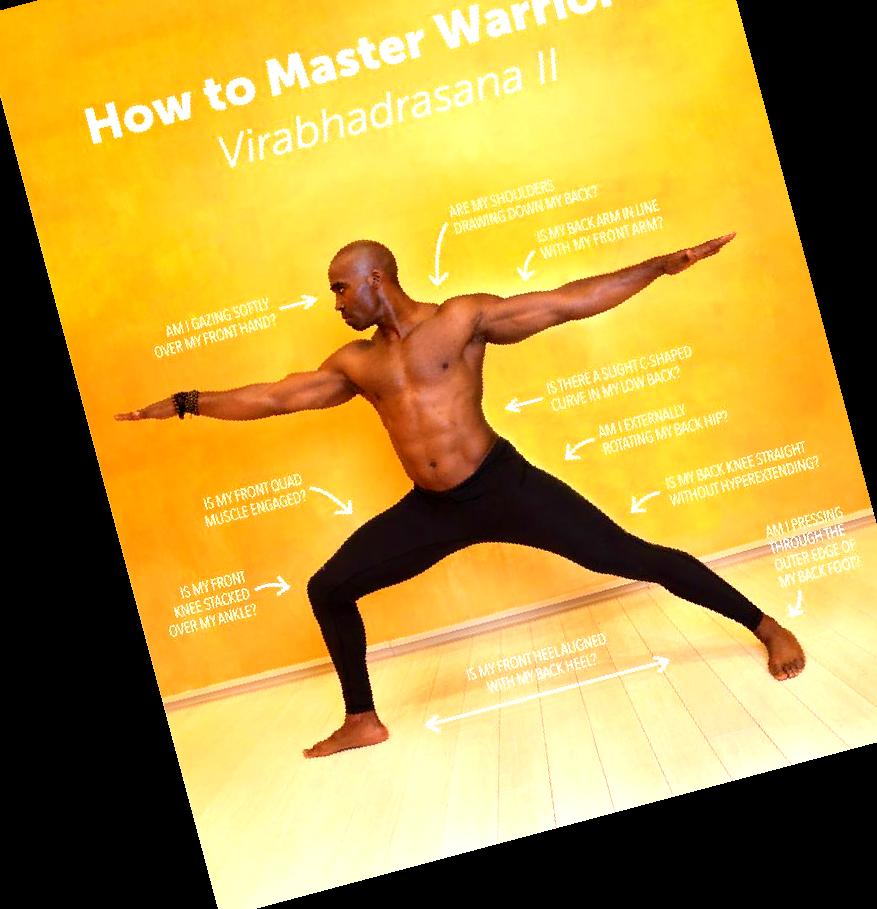 How to Master Warrior
Virabhadrasana II
ARE MY SHOULDERS
DRAWING DOWN MY BACK?
IS MY BACK ARM IN LINE
WITH MY FRONT ARM?
AM I GAZING SOFTLY
OVER MY FRONT HAND?
IS THERE A SLIGHT C-SHAPED
CURVE IN MY LOW BACK?
AM I EXTERNALLY
ROTATING MY BACK HIP?
IS MY FRONT QUAD
MUSCLE ENGAGED?
IS MY BACK KNEE STRAIGHT
WITHOUT HYPEREXTENDING?
AM I PRESSING
THROUGH THE
OUTER EDGE OF
MY BACK FOOT?
IS MY FRONT
KNEE STACKED
OVER MY ANKLE?
IS MY FRONT HEEL ALIGNED
WITH MY BACK HEEL?